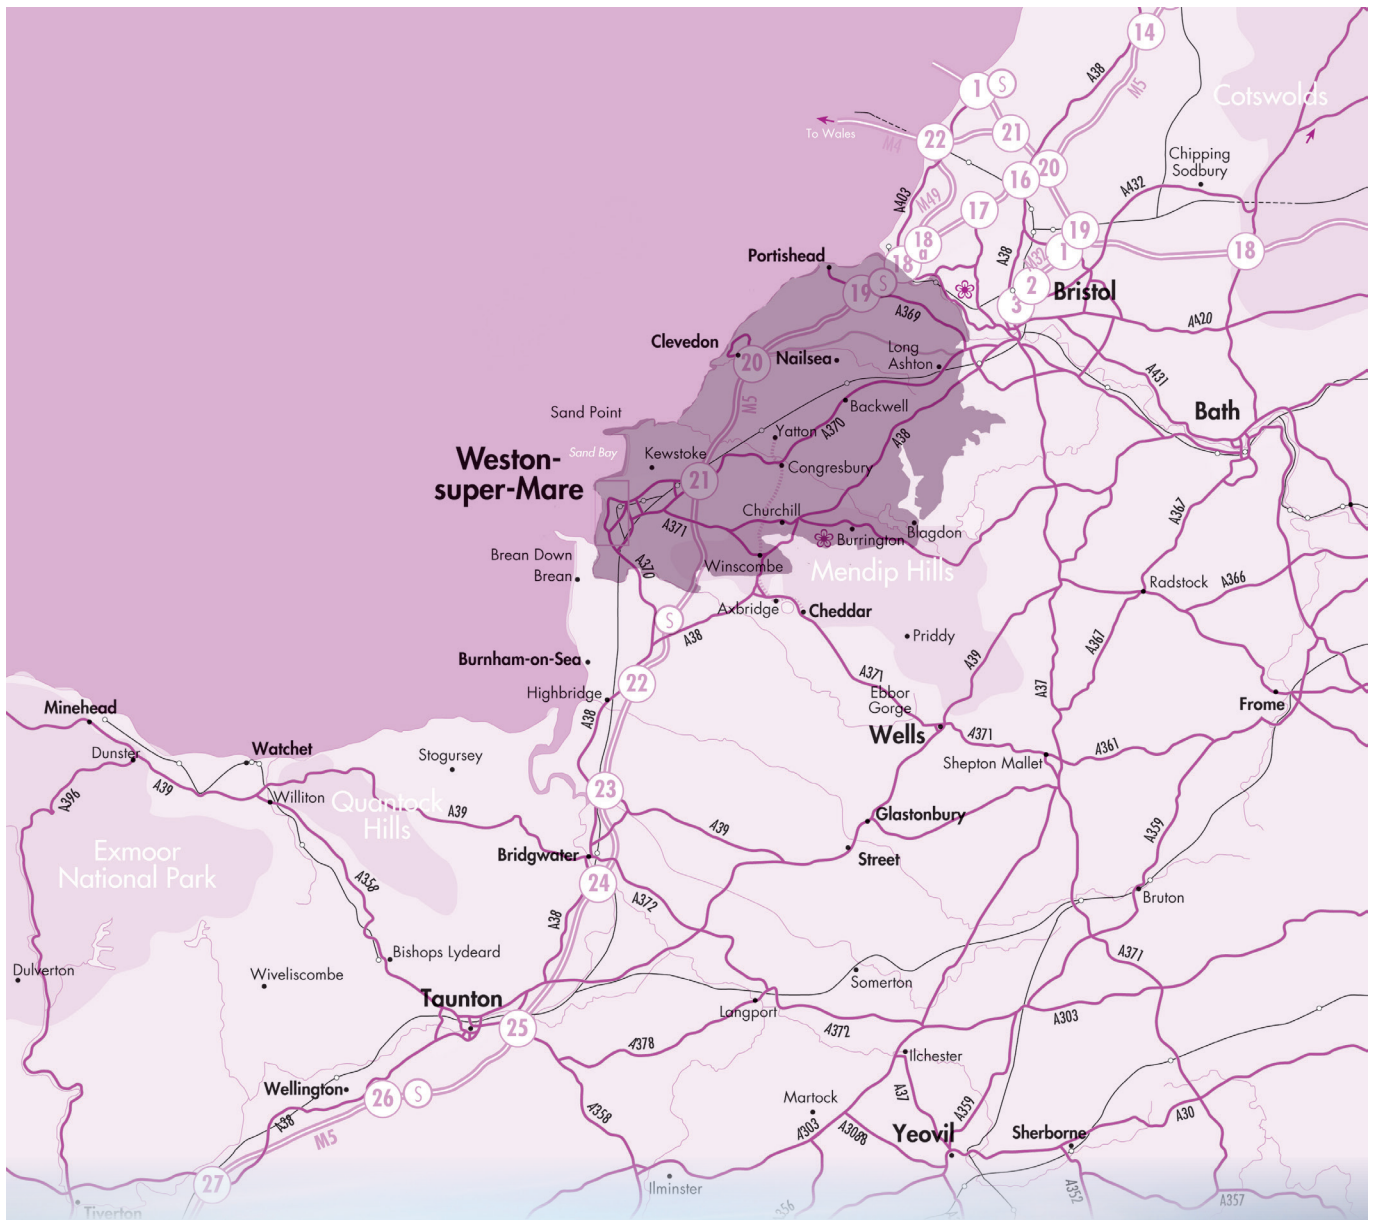 14
A38
M5
Cotswolds
1
S
To Wales
M4
22
21
20
16
Chipping
Sodbury
A432
A403
M49
17
18
a
18
A38
M32
19
1
18
Portishead
19
S
2
Bristol
3
A369
A420
Clevedon
20
Nailsea
Long
Ashton
A431
M5
Bath
Sand Point
Backwell
Yatton
A370
A38
Weston-
super-Mare
Sand Bay
Kewstoke
21
Congresbury
A367
Churchill
A371
Burrington
Blagdon
Brean Down
Brean
A370
Winscombe
Mendip Hills
Radstock
A366
Axbridge
Cheddar
S
A38
Priddy
A367
A39
Burnham-on-Sea
22
Highbridge
A38
A371
Ebbor
Gorge
A37
Frome
Minehead
Wells
A371
A361
Dunster
Watchet
Stogursey
Shepton Mallet
A396
A39
Williton
Quantock
Hills
A39
23
A39
Glastonbury
A359
Exmoor
National Park
Bridgwater
Street
A358
24
A372
Bruton
A38
Bishops Lydeard
A371
Dulverton
Wiveliscombe
Somerton
Taunton
Langport
A303
25
A372
A378
Ilchester
Wellington
26
S
A37
A359
Martock
A358
A38
M5
A303
A3088
Yeovil
Sherborne
A30
27
Ilminster
A352
A357
A356
Tiverton